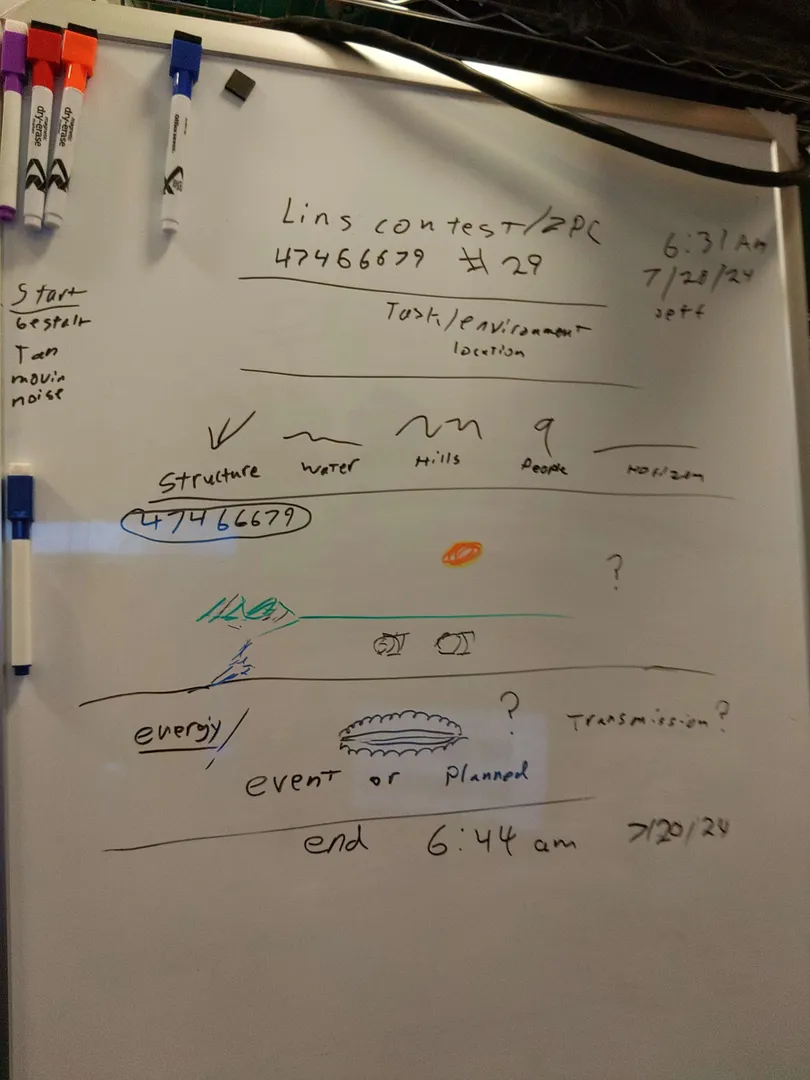 Lins contest/ZPC
47466679 # 29
6:31 Am
7/20/24
Jeff
Start
Gestalt
Tan
movin
noise
Task/environment
location
Structure
Water
Hills
People
Horizon
47466679
?
energy/
?
Transmission?
event or Planned
end 6:44 am 7/20/24
dry-erase
dry-erase